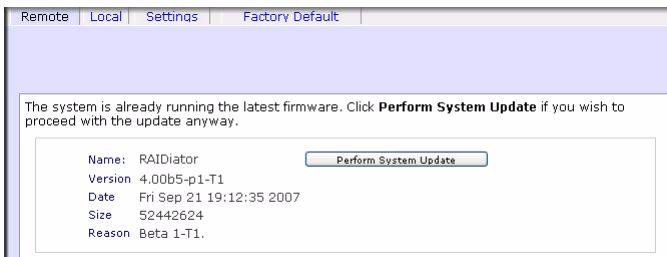 Remote Local Settings Factory Default
The system is already running the latest firmware. Click Perform System Update if you wish to
proceed with the update anyway.
Name: RAIDiator Perform System Update
Version 4.00b5-p1-T1
Date Fri Sep 21 19:12:35 2007
Size 52442624
Reason Beta 1-T1.